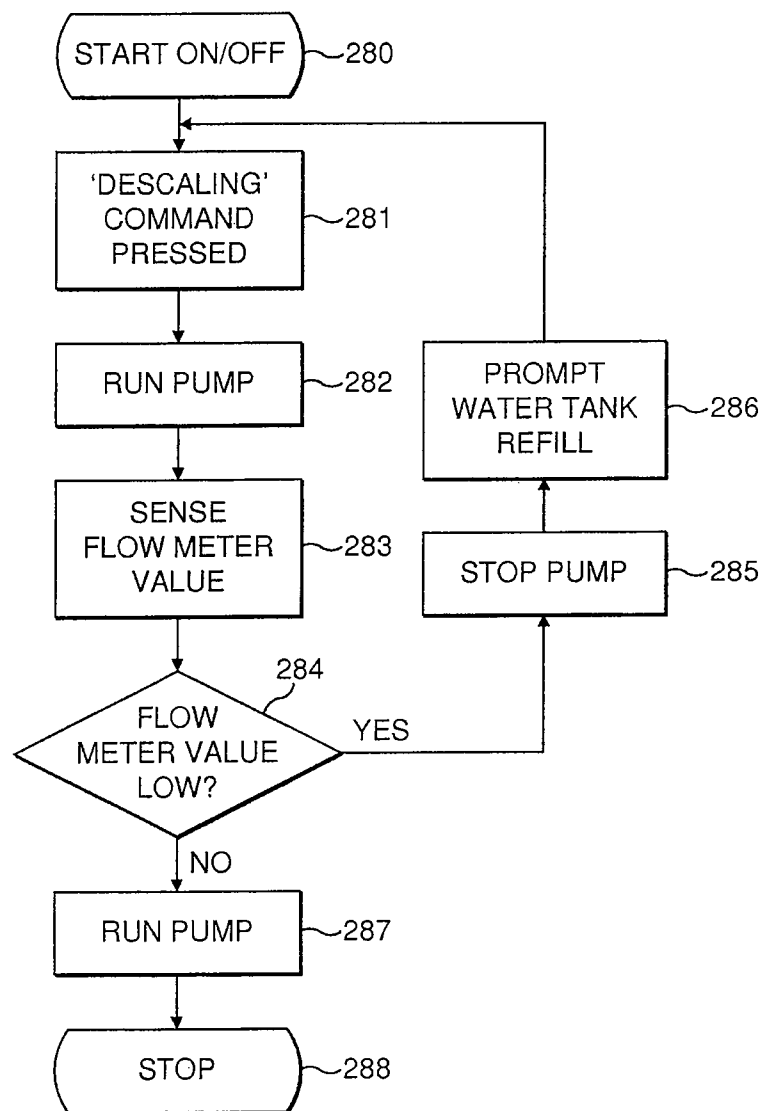 START ON/OFF
280
'DESCALING'
COMMAND
PRESSED
281
RUN PUMP
282
SENSE
FLOW METER
VALUE
283
284
FLOW
METER VALUE
LOW?
YES
STOP PUMP
285
PROMPT
WATER TANK
REFILL
286
NO
RUN PUMP
287
STOP
288